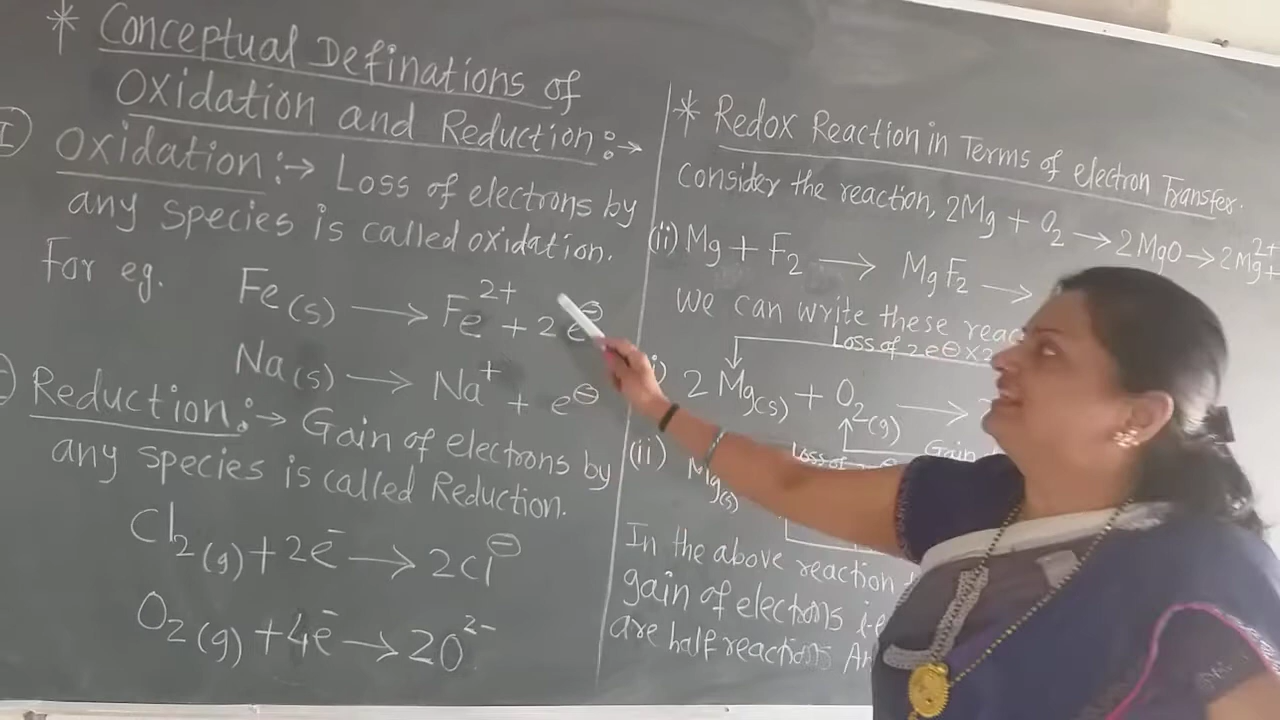 * Conceptual Definations of
Oxidation and Reduction:→
I) Oxidation:→ Loss of electrons by
any species is called oxidation.
For eg.
Fe(s) → Fe²⁺ + 2e⊖
Na(s) → Na⁺ + e⊖
Reduction:→ Gain of electrons by
any species is called Reduction.
Cl₂(g) + 2e⁻ → 2Cl⊖
O₂(g) + 4e⁻ → 2O²⁻
* Redox Reaction in Terms of electron Transfer.
Consider the reaction, 2Mg + O₂ → 2MgO → 2Mg²⁺ +
(ii) Mg + F₂ → MgF₂ →
We can write these
Loss of 2e⊖ × 2
i) 2Mg(s) + O₂(g) →
Gain
Loss of
(ii) Mg(s)
In the above reaction
gain of electrons i.e
are half reactions